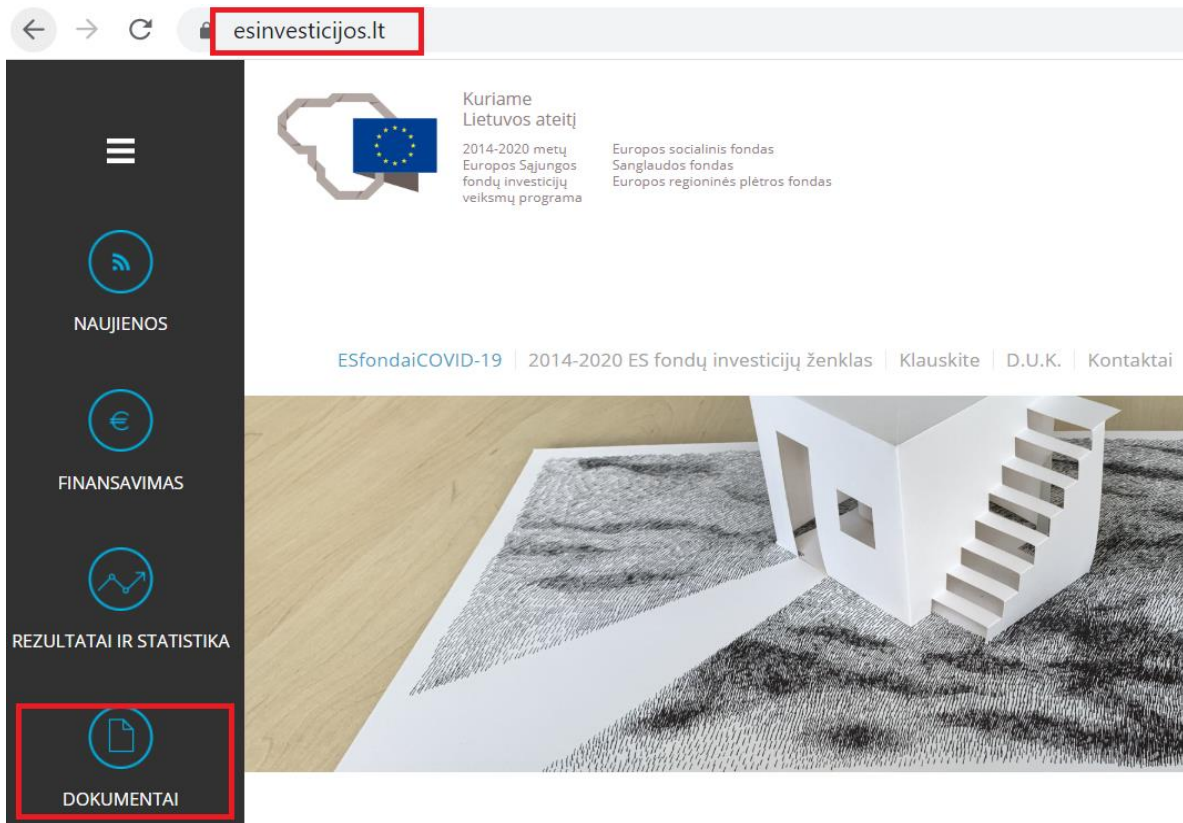 esinvesticijos.lt
Kuriame
Lietuvos ateitį
2014-2020 metų
Europos Sąjungos
fondų investicijų
veiksmų programa
Europos socialinis fondas
Sanglaudos fondas
Europos regioninės plėtros fondas
NAUJIENOS
ESfondaiCOVID-19 2014-2020 ES fondų investicijų ženklas Klauskite D.U.K. Kontaktai
FINANSAVIMAS
REZULTATAI IR STATISTIKA
DOKUMENTAI